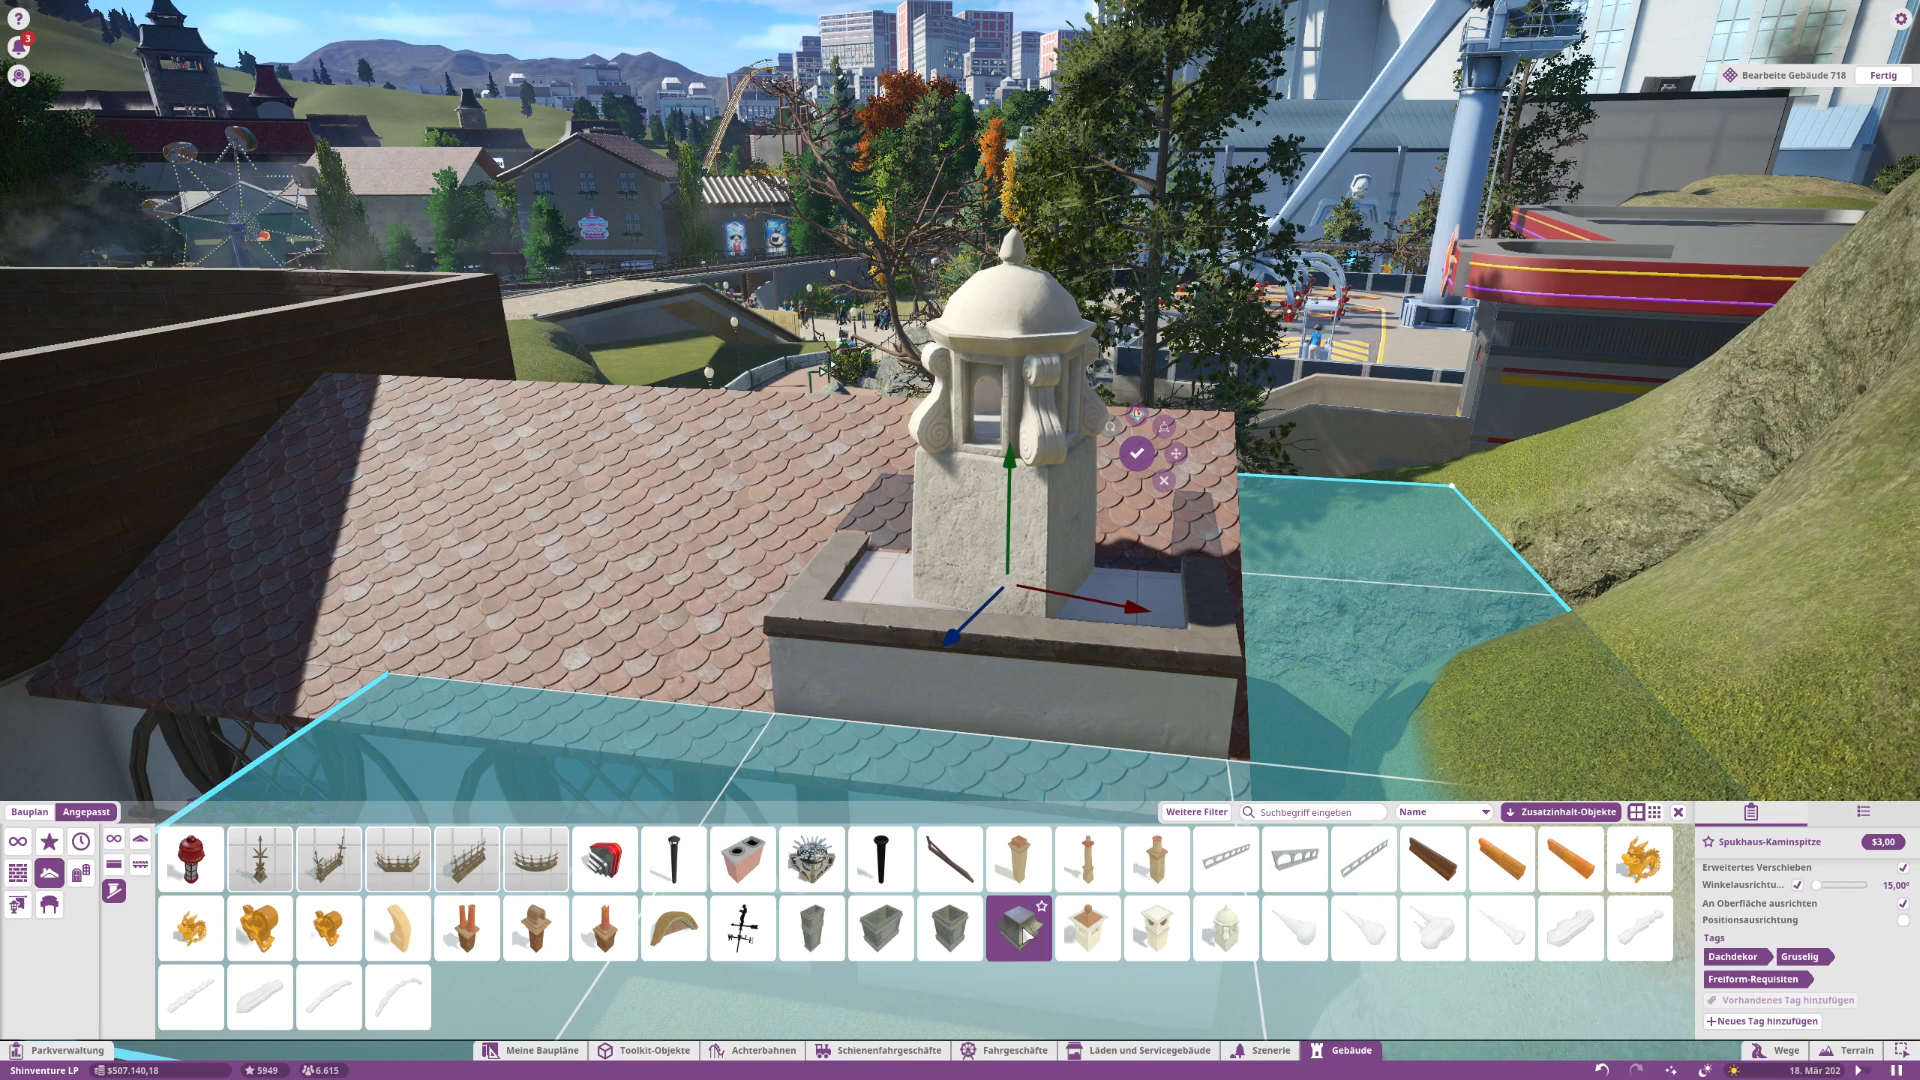 3
Bearbeite Gebäude 718
Fertig
Bauplan
Angepasst
Weitere Filter
Suchbegriff eingeben
Name
Zusatzinhalt-Objekte
Spukhaus-Kaminspitze
$3,00
Erweitertes Verschieben
Winkelausrichtu...
15,00°
An Oberfläche ausrichten
Positionsausrichtung
Tags
Dachdekor
Gruselig
Freiform-Requisiten
Vorhandenes Tag hinzufügen
+Neues Tag hinzufügen
Parkverwaltung
Meine Baupläne
Toolkit-Objekte
Achterbahnen
Schienenfahrgeschäfte
Fahrgeschäfte
Läden und Servicegebäude
Szenerie
Gebäude
Wege
Terrain
Shinventure LP
$507.140,18
5949
6.615
18. Mär 202